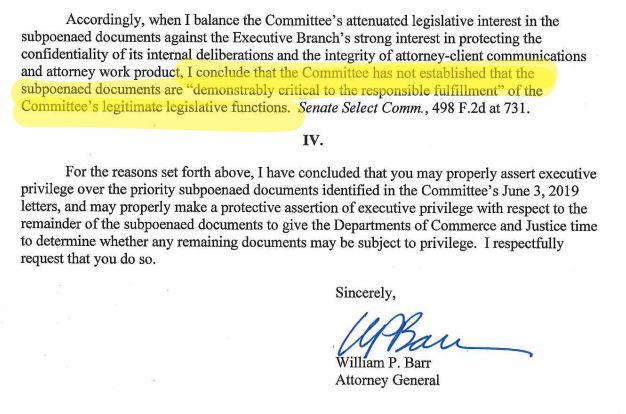 Accordingly, when I balance the Committee's attenuated legislative interest in the
subpoenaed documents against the Executive Branch's strong interest in protecting the
confidentiality of its internal deliberations and the integrity of attorney-client communications
and attorney work product, I conclude that the Committee has not established that the
subpoenaed documents are "demonstrably critical to the responsible fulfillment" of the
Committee's legitimate legislative functions. Senate Select Comm., 498 F.2d at 731.
IV.
For the reasons set forth above, I have concluded that you may properly assert executive
privilege over the priority subpoenaed documents identified in the Committee's June 3, 2019
letters, and may properly make a protective assertion of executive privilege with respect to the
remainder of the subpoenaed documents to give the Departments of Commerce and Justice time
to determine whether any remaining documents may be subject to privilege. I respectfully
request that you do so.
Sincerely,
WPBarr
William P. Barr
Attorney General